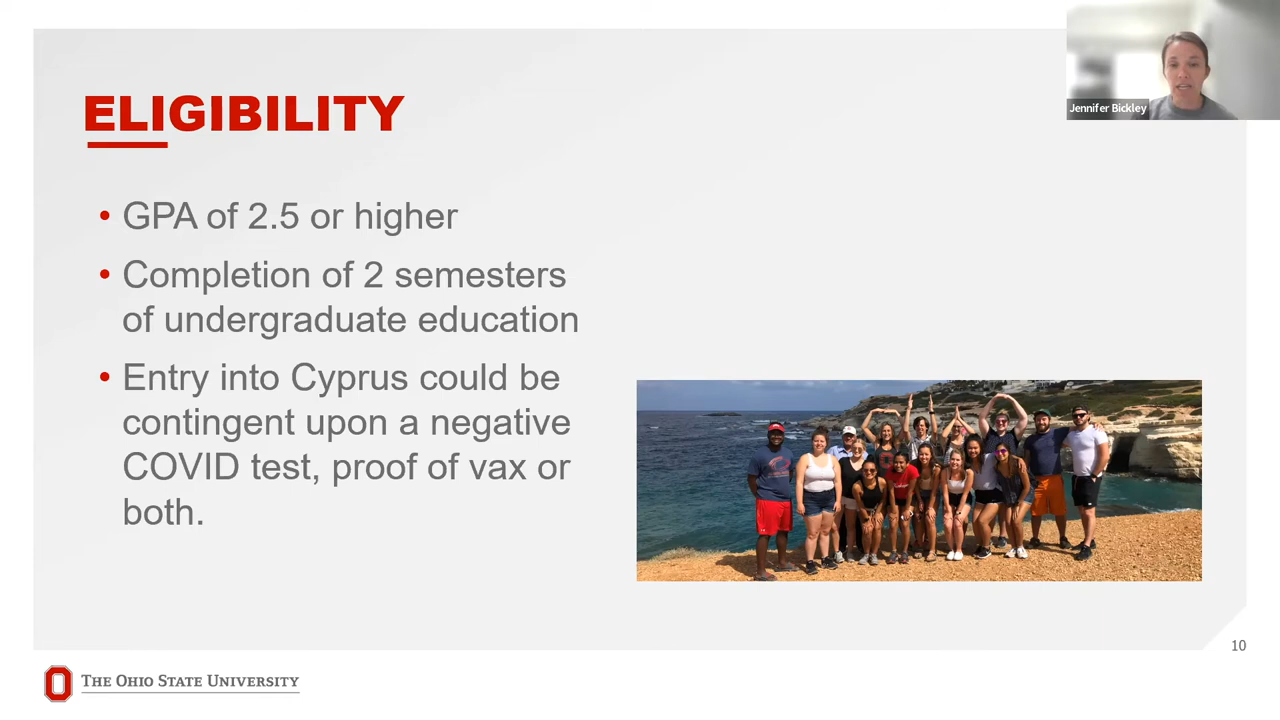 Jennifer Bickley
ELIGIBILITY
• GPA of 2.5 or higher
• Completion of 2 semesters
of undergraduate education
• Entry into Cyprus could be
contingent upon a negative
COVID test, proof of vax or
both.
10
THE OHIO STATE UNIVERSITY